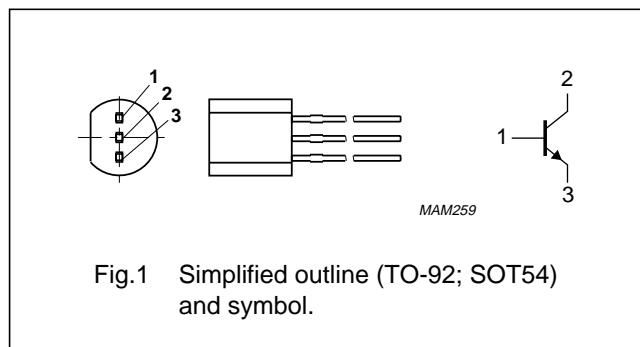 1
2
3
2
1
3
MAM259
Fig.1 Simplified outline (TO-92; SOT54)
and symbol.